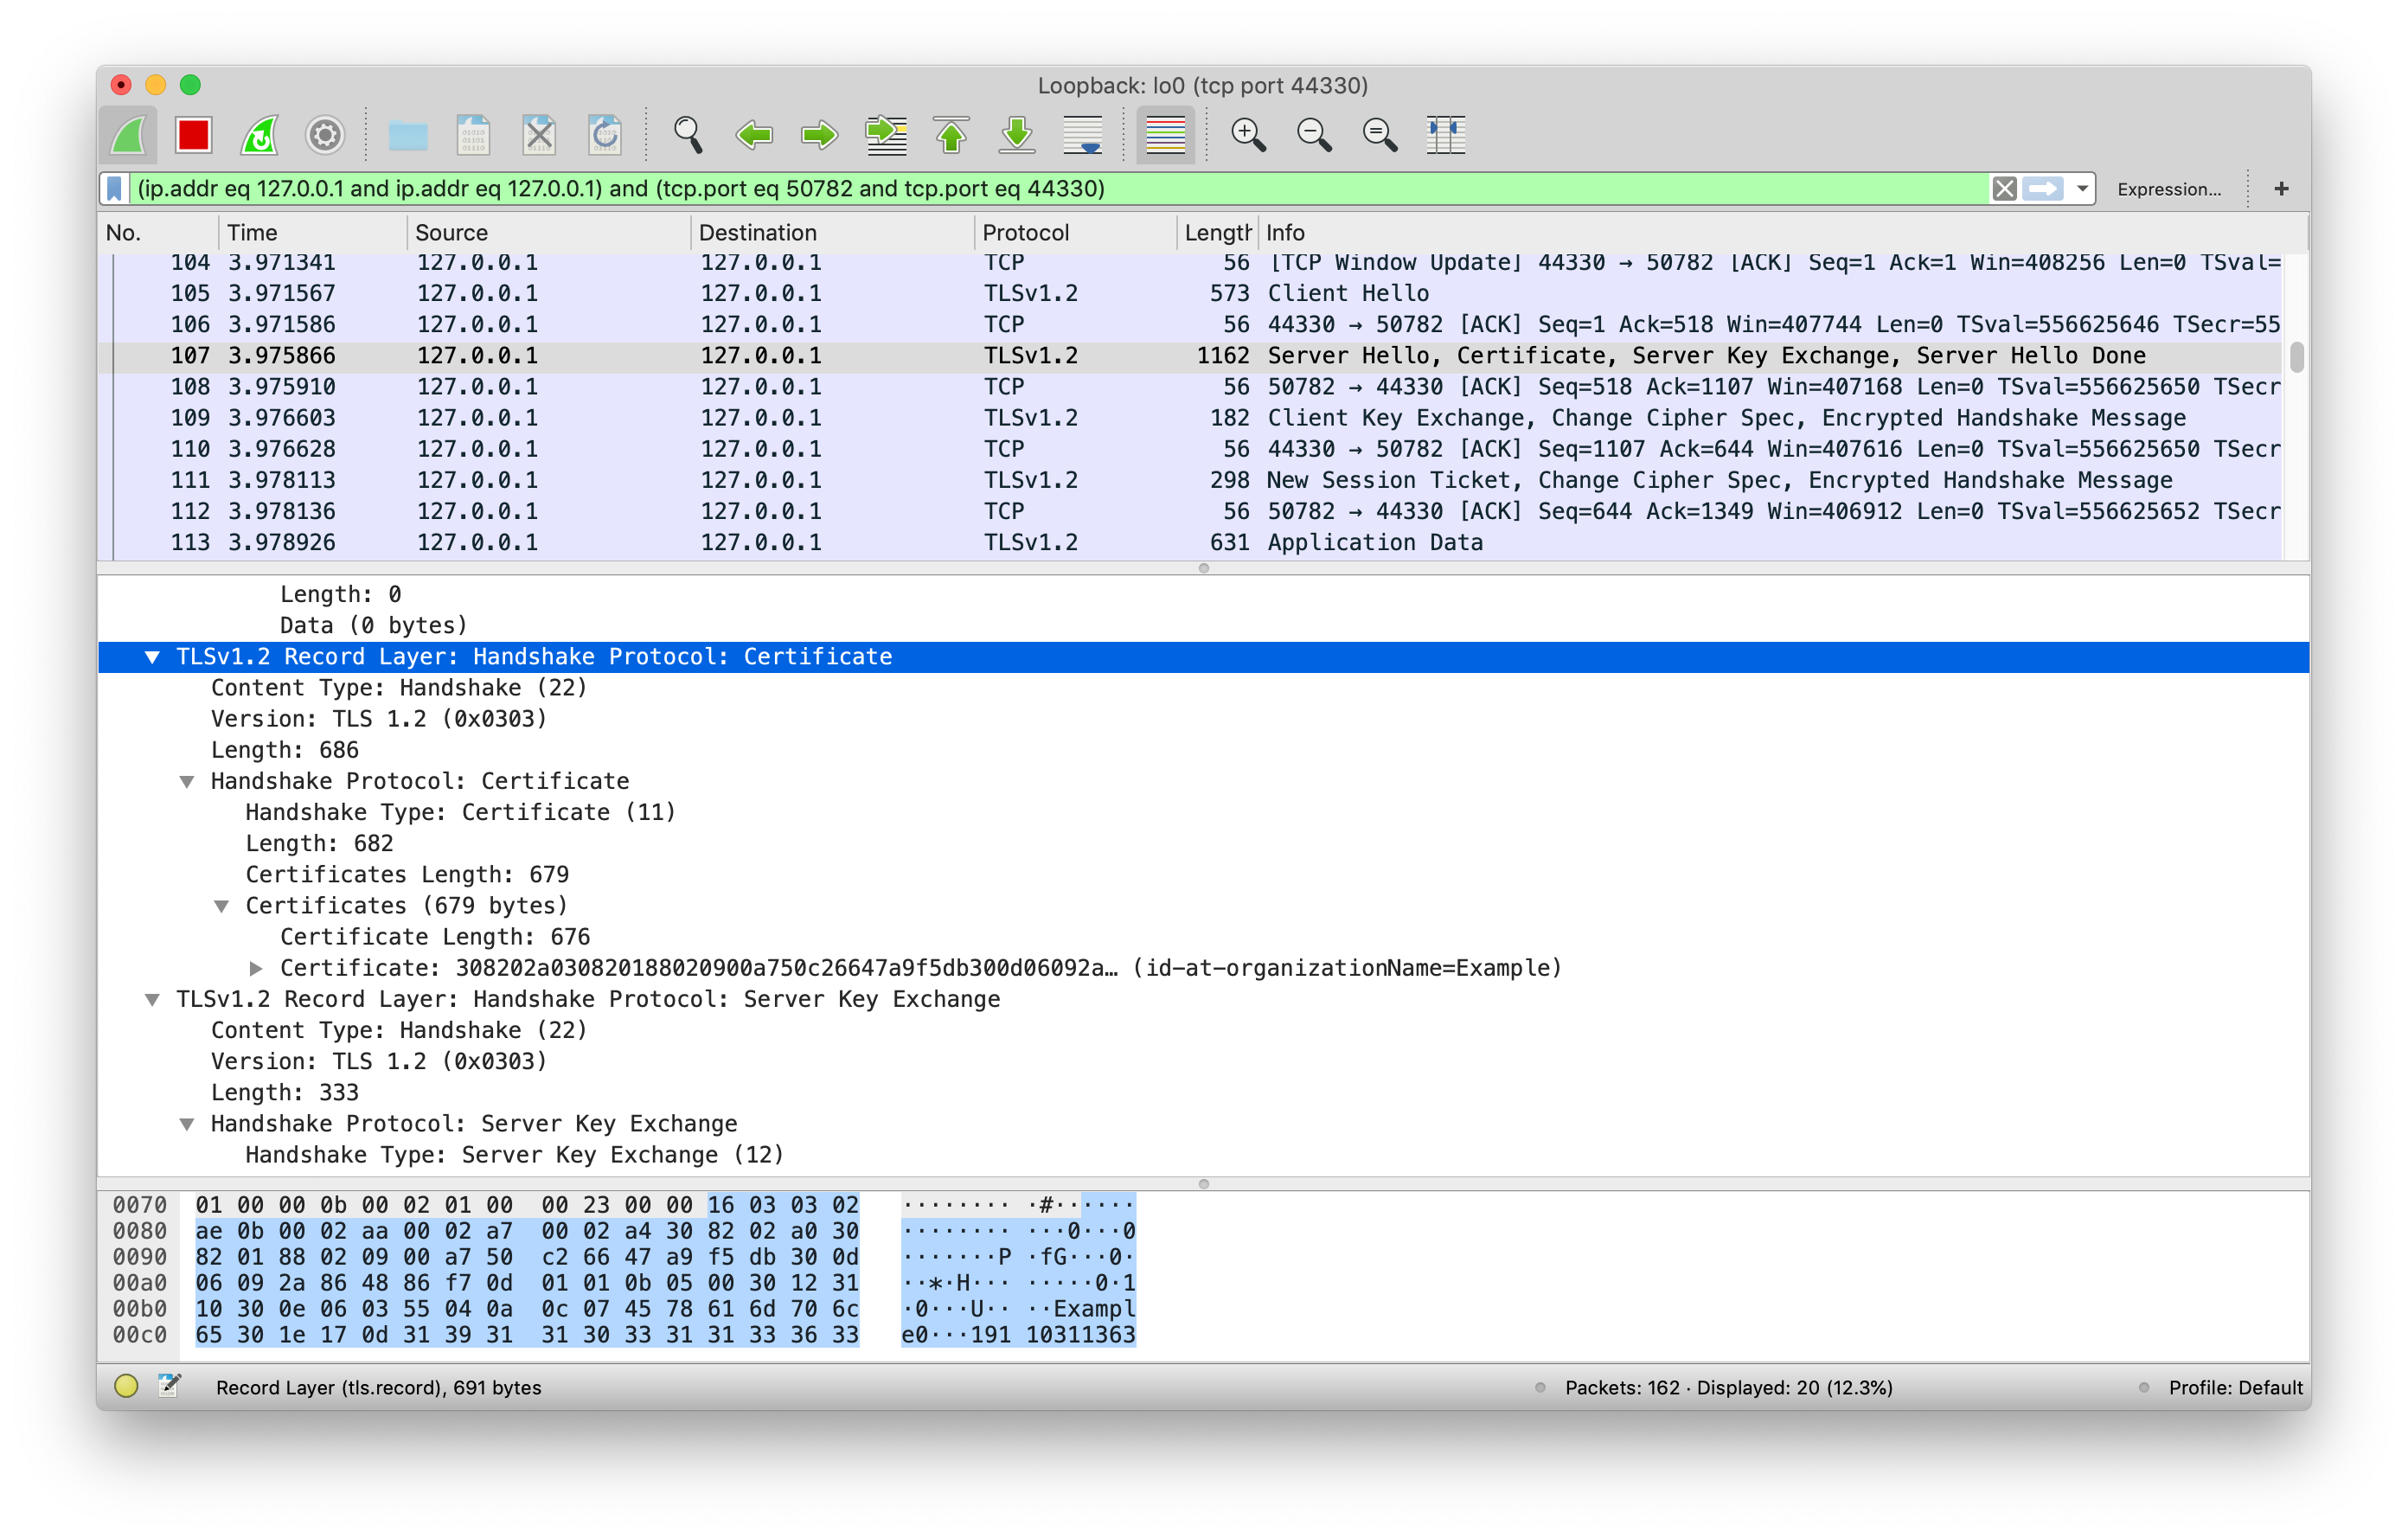 Loopback: lo0 (tcp port 44330)
(ip.addr eq 127.0.0.1 and ip.addr eq 127.0.0.1) and (tcp.port eq 50782 and tcp.port eq 44330) Expression... +
No. Time Source Destination Protocol Length Info
104 3.971341 127.0.0.1 127.0.0.1 TCP 56 [TCP Window Update] 44330 → 50782 [ACK] Seq=1 Ack=1 Win=408256 Len=0 TSval=
105 3.971567 127.0.0.1 127.0.0.1 TLSv1.2 573 Client Hello
106 3.971586 127.0.0.1 127.0.0.1 TCP 56 44330 → 50782 [ACK] Seq=1 Ack=518 Win=407744 Len=0 TSval=556625646 TSecr=55
107 3.975866 127.0.0.1 127.0.0.1 TLSv1.2 1162 Server Hello, Certificate, Server Key Exchange, Server Hello Done
108 3.975910 127.0.0.1 127.0.0.1 TCP 56 50782 → 44330 [ACK] Seq=518 Ack=1107 Win=407168 Len=0 TSval=556625650 TSecr
109 3.976603 127.0.0.1 127.0.0.1 TLSv1.2 182 Client Key Exchange, Change Cipher Spec, Encrypted Handshake Message
110 3.976628 127.0.0.1 127.0.0.1 TCP 56 44330 → 50782 [ACK] Seq=1107 Ack=644 Win=407616 Len=0 TSval=556625650 TSecr
111 3.978113 127.0.0.1 127.0.0.1 TLSv1.2 298 New Session Ticket, Change Cipher Spec, Encrypted Handshake Message
112 3.978136 127.0.0.1 127.0.0.1 TCP 56 50782 → 44330 [ACK] Seq=644 Ack=1349 Win=406912 Len=0 TSval=556625652 TSecr
113 3.978926 127.0.0.1 127.0.0.1 TLSv1.2 631 Application Data
Length: 0
Data (0 bytes)
TLSv1.2 Record Layer: Handshake Protocol: Certificate
Content Type: Handshake (22)
Version: TLS 1.2 (0x0303)
Length: 686
Handshake Protocol: Certificate
Handshake Type: Certificate (11)
Length: 682
Certificates Length: 679
Certificates (679 bytes)
Certificate Length: 676
Certificate: 308202a030820188020900a750c26647a9f5db300d06092a… (id-at-organizationName=Example)
TLSv1.2 Record Layer: Handshake Protocol: Server Key Exchange
Content Type: Handshake (22)
Version: TLS 1.2 (0x0303)
Length: 333
Handshake Protocol: Server Key Exchange
Handshake Type: Server Key Exchange (12)
0070 01 00 00 0b 00 02 01 00 00 23 00 00 16 03 03 02 ········ ·#······
0080 ae 0b 00 02 aa 00 02 a7 00 02 a4 30 82 02 a0 30 ········ ···0···0
0090 82 01 88 02 09 00 a7 50 c2 66 47 a9 f5 db 30 0d ·······P ·fG···0·
00a0 06 09 2a 86 48 86 f7 0d 01 01 0b 05 00 30 12 31 ··*·H··· ·····0·1
00b0 10 30 0e 06 03 55 04 0a 0c 07 45 78 61 6d 70 6c ·0···U·· ··Exampl
00c0 65 30 1e 17 0d 31 39 31 31 30 33 31 31 33 36 33 e0···191 10311363
Record Layer (tls.record), 691 bytes Packets: 162 · Displayed: 20 (12.3%) Profile: Default